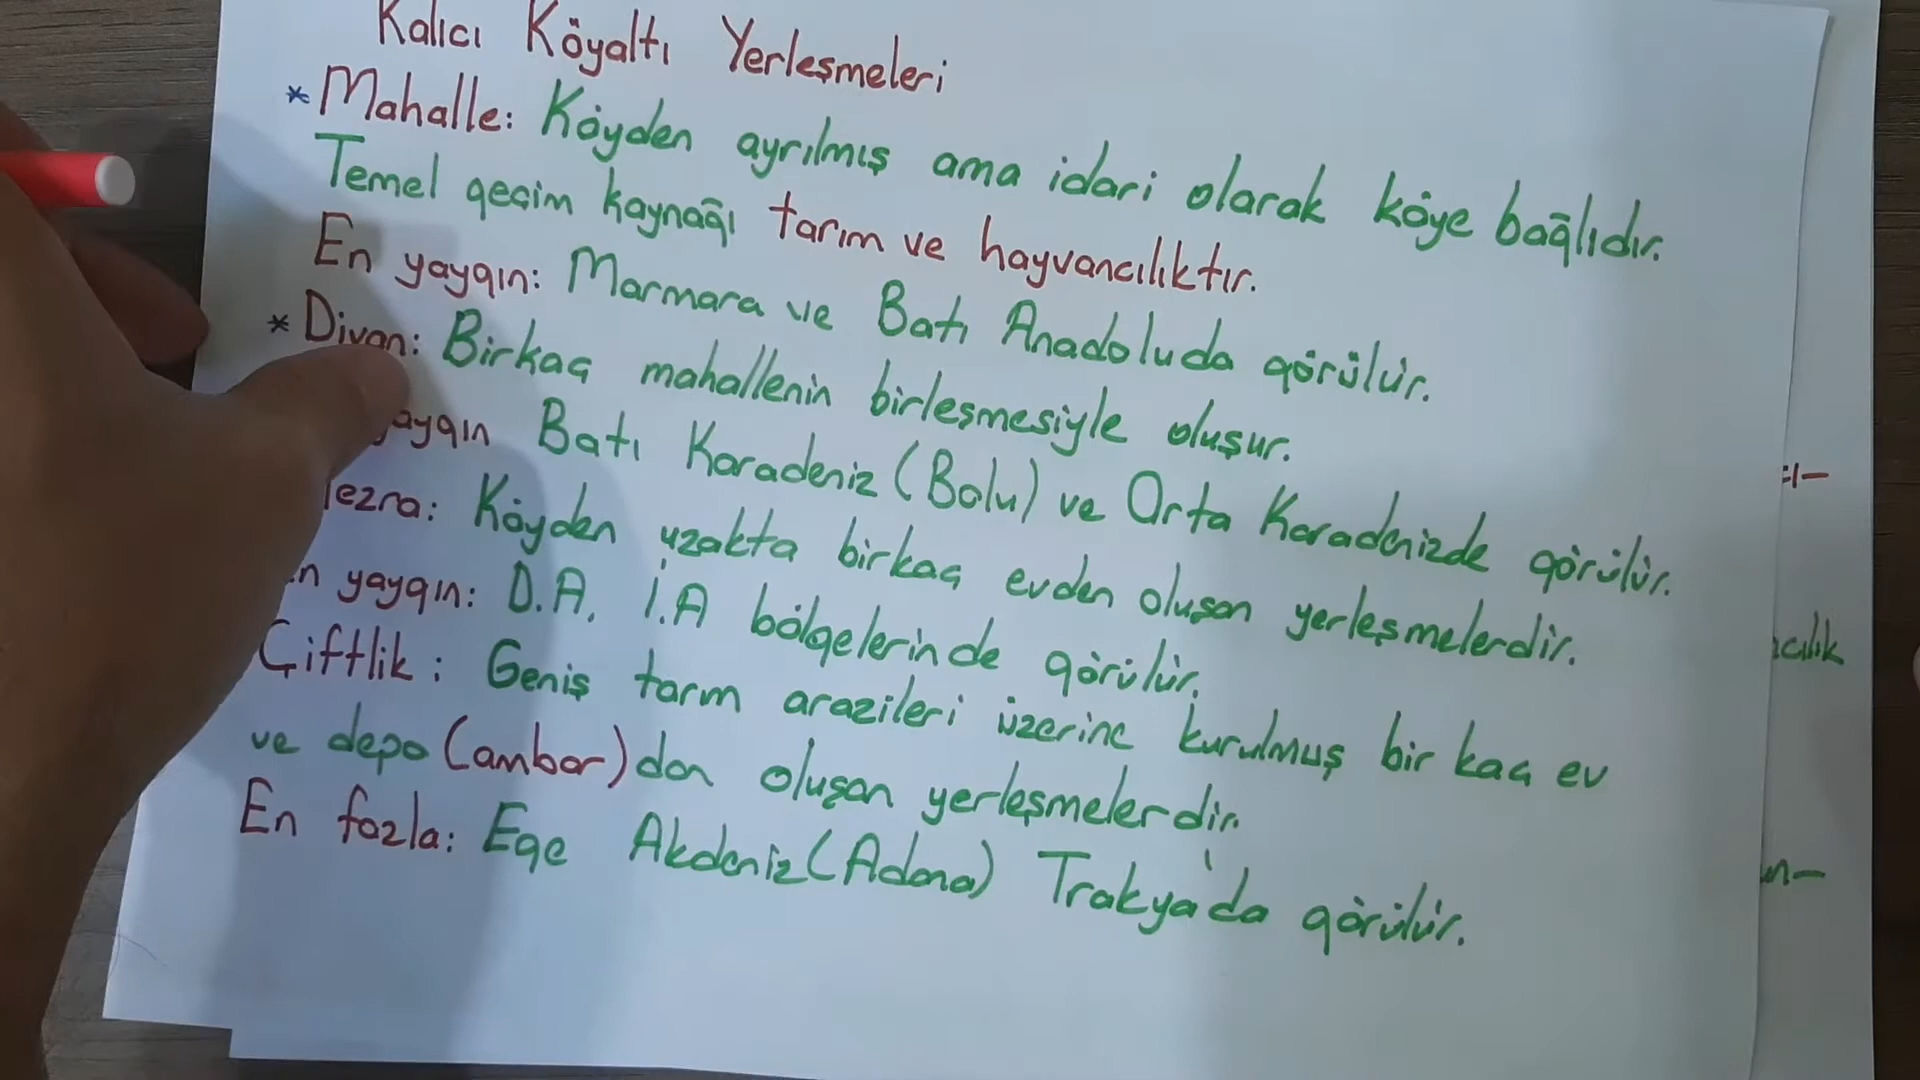 Kalıcı Köyaltı Yerleşmeleri
* Mahalle: Köyden ayrılmış ama idari olarak köye bağlıdır.
Temel geçim kaynağı tarım ve hayvancılıktır.
En yaygın: Marmara ve Batı Anadoluda görülür.
* Divan: Birkaç mahallenin birleşmesiyle oluşur.
yaygın Batı Karadeniz (Bolu) ve Orta Karadenizde görülür.
ezra: Köyden uzakta birkaç evden oluşan yerleşmelerdir.
n yaygın: D.A. İ.A bölgelerinde görülür.
Çiftlik: Geniş tarım arazileri üzerine kurulmuş bir kaç ev
ve depo (ambar)dan oluşan yerleşmelerdir.
En fazla: Ege Akdeniz (Adana) Trakya'da görülür.
cılık